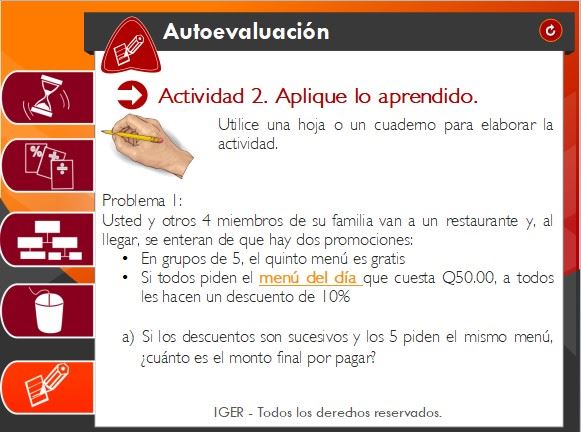 Autoevaluación
Actividad 2. Aplique lo aprendido.
Utilice una hoja o un cuaderno para elaborar la
actividad.
% +
÷
Problema 1:
Usted y otros 4 miembros de su familia van a un restaurante y, al
llegar, se enteran de que hay dos promociones:
• En grupos de 5, el quinto menú es gratis
• Si todos piden el menú del día que cuesta Q50.00, a todos
les hacen un descuento de 10%
a) Si los descuentos son sucesivos y los 5 piden el mismo menú,
¿cuánto es el monto final por pagar?
IGER - Todos los derechos reservados.